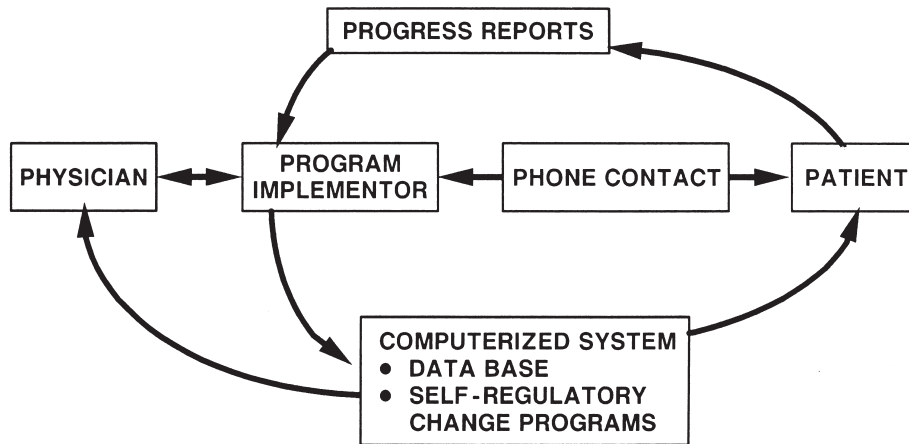 PROGRESS REPORTS
PHYSICIAN
PROGRAM
IMPLEMENTOR
PHONE CONTACT
PATIENT
COMPUTERIZED SYSTEM
● DATA BASE
● SELF-REGULATORY
CHANGE PROGRAMS